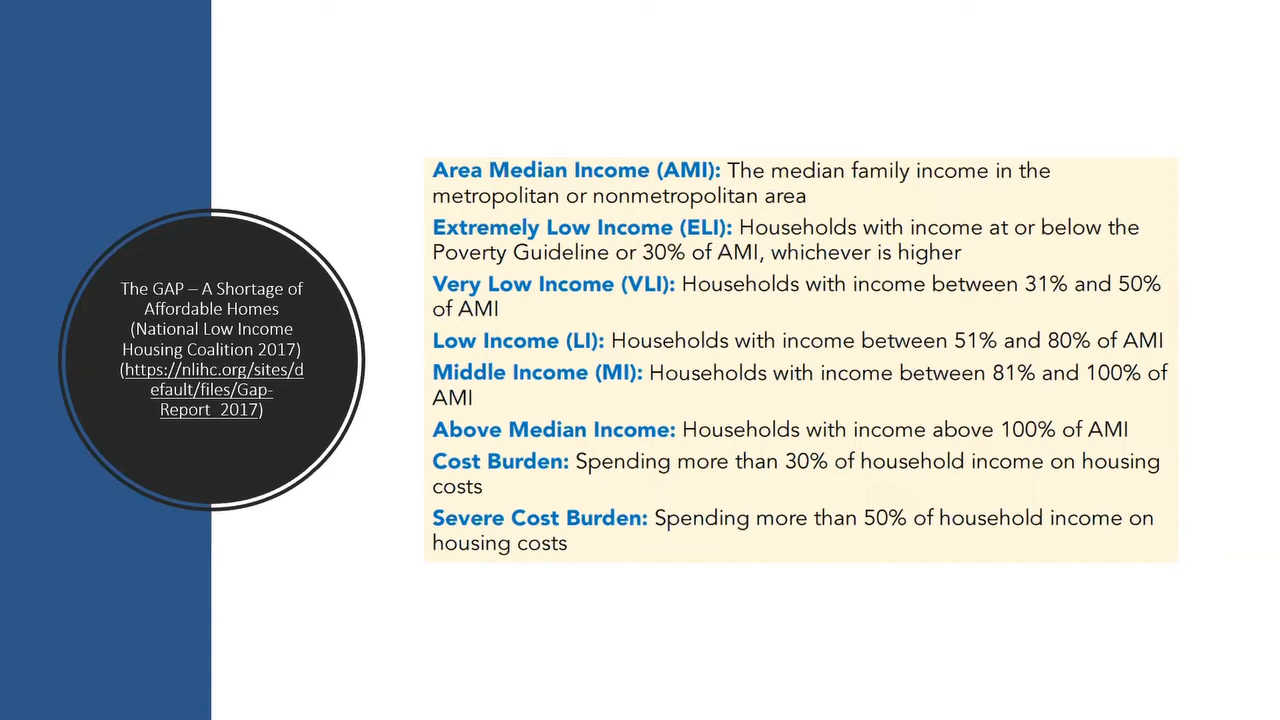 The GAP – A Shortage of
Affordable Homes
(National Low Income
Housing Coalition 2017)
(https://nlihc.org/sites/d
efault/files/Gap-
Report_2017)
Area Median Income (AMI): The median family income in the
metropolitan or nonmetropolitan area
Extremely Low Income (ELI): Households with income at or below the
Poverty Guideline or 30% of AMI, whichever is higher
Very Low Income (VLI): Households with income between 31% and 50%
of AMI
Low Income (LI): Households with income between 51% and 80% of AMI
Middle Income (MI): Households with income between 81% and 100% of
AMI
Above Median Income: Households with income above 100% of AMI
Cost Burden: Spending more than 30% of household income on housing
costs
Severe Cost Burden: Spending more than 50% of household income on
housing costs